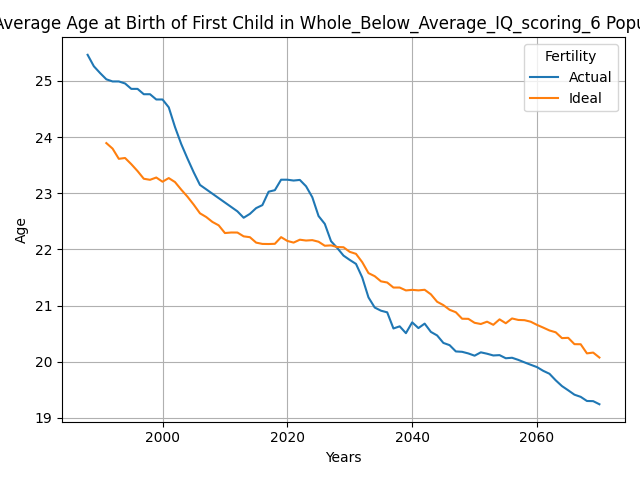 Average Age at Birth of First Child in Whole_Below_Average_IQ_scoring_6 Popu
Fertility
Actual
Ideal
25
24
23
22
21
20
19
Age
2000
2020
2040
2060
Years